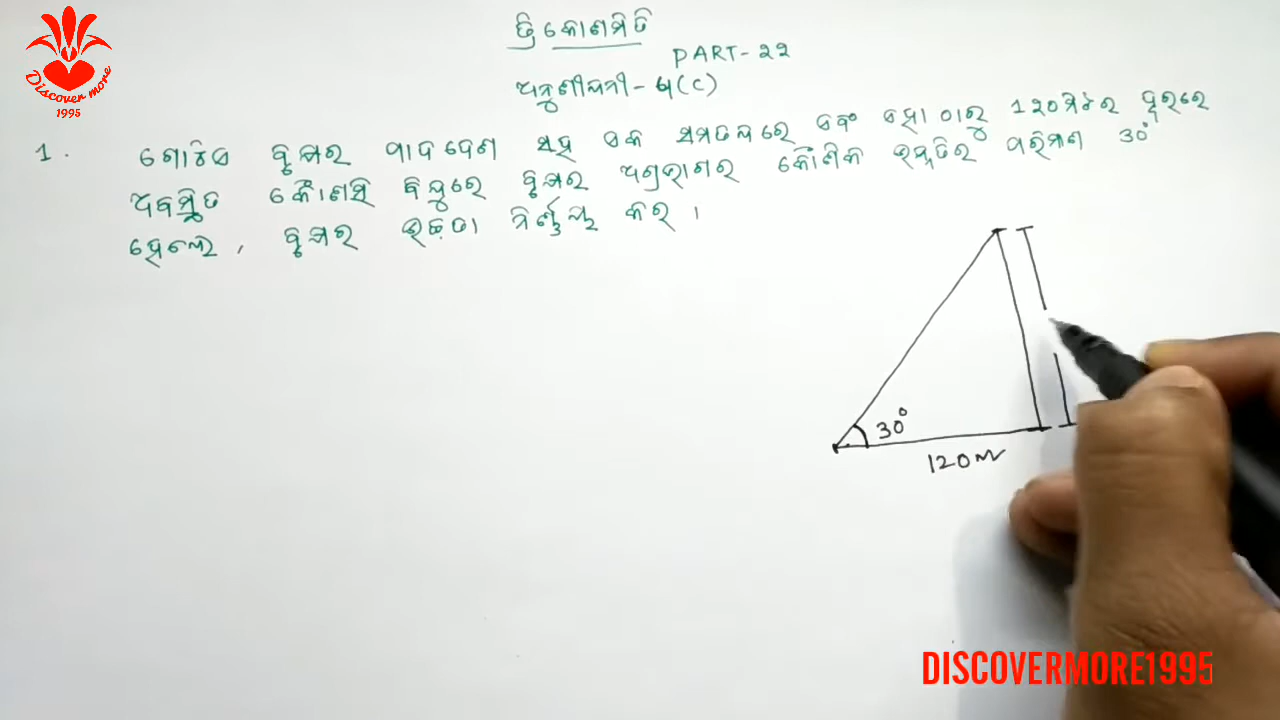 Discover more
1995
ତ୍ରିକୋଣମିତି
PART-22
ଅନୁଶୀଳନୀ-4(C)
1. ଗୋଟିଏ ବୃକ୍ଷର ପାଦଦେଶ ସହ ଏକ ସମତଳରେ ଏବଂ ଏହା ଠାରୁ 120ମିଟର ଦୂରରେ
ଅବସ୍ଥିତ କୌଣସି ବିନ୍ଦୁରେ ବୃକ୍ଷର ଅଗ୍ରଭାଗର କୌଣିକ ଉନ୍ନତିର ପରିମାଣ 30°
ହେଲେ, ବୃକ୍ଷର ଉଚ୍ଚତା ନିର୍ଣ୍ଣୟ କର ।
30°
120m
DISCOVERMORE1995